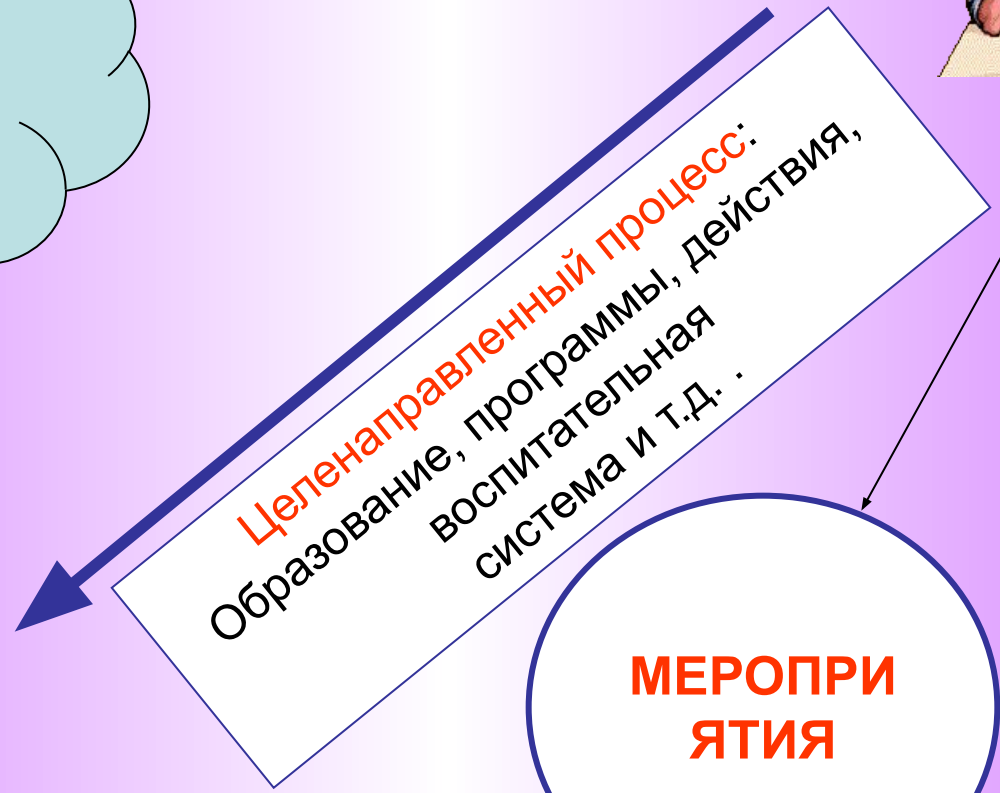 Целенаправленный процесс:
Образование, программы, действия,
воспитательная
система и т.д. .
МЕРОПРИ
ЯТИЯ